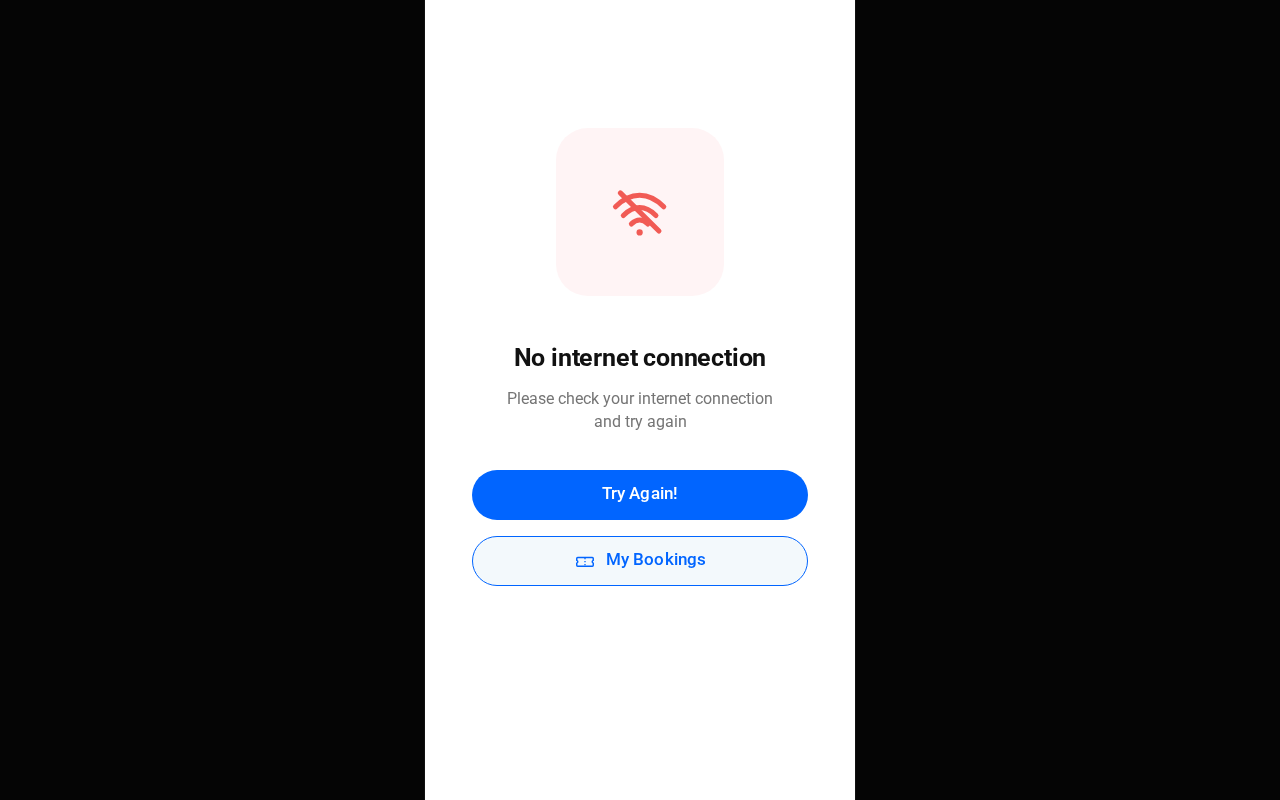 No internet connection
Please check your internet connection
and try again
Try Again!
My Bookings